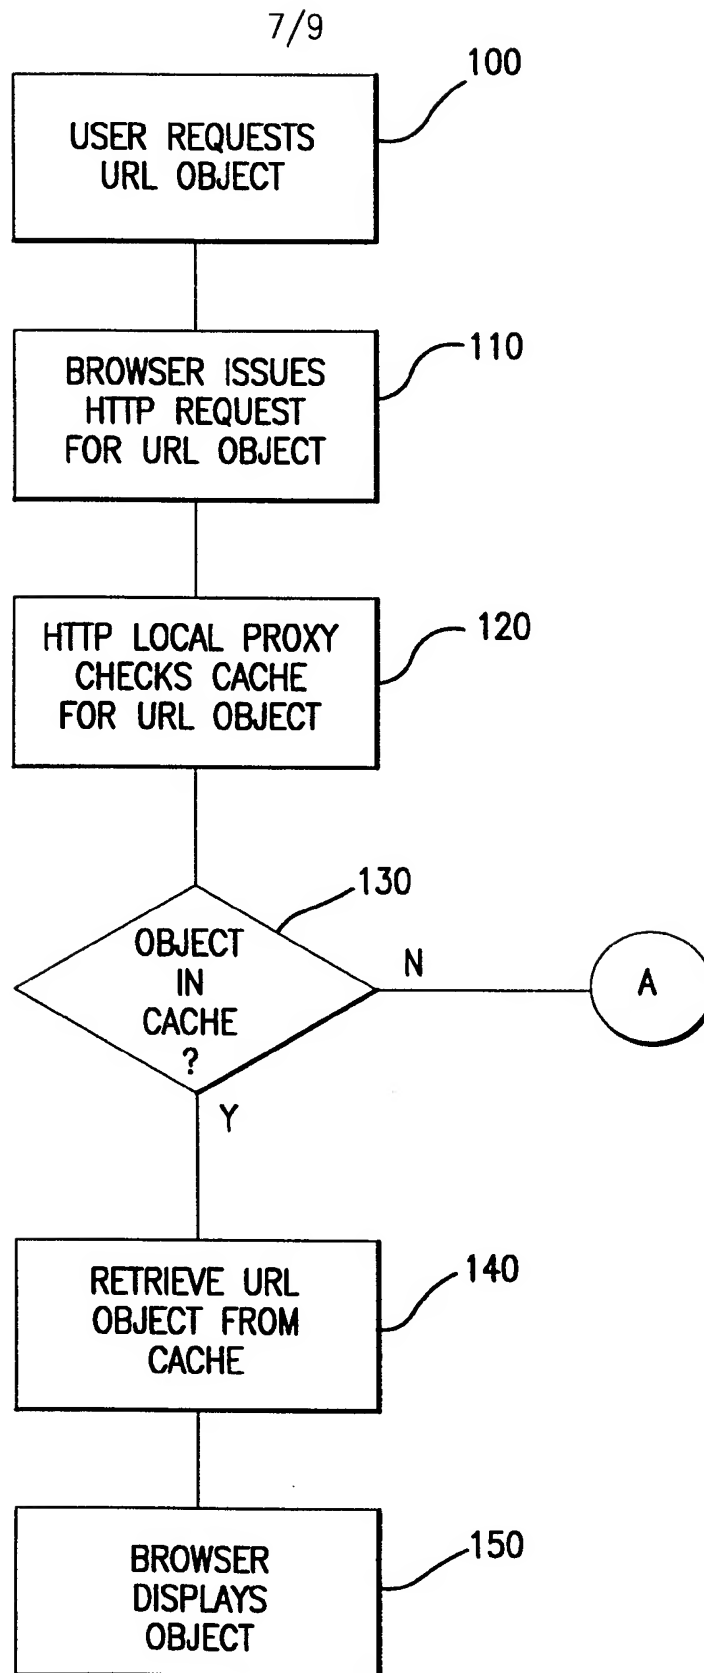 7/9
100
USER REQUESTS
URL OBJECT
110
BROWSER ISSUES
HTTP REQUEST
FOR URL OBJECT
120
HTTP LOCAL PROXY
CHECKS CACHE
FOR URL OBJECT
130
OBJECT
IN
CACHE
?
N
A
Y
140
RETRIEVE URL
OBJECT FROM
CACHE
150
BROWSER
DISPLAYS
OBJECT